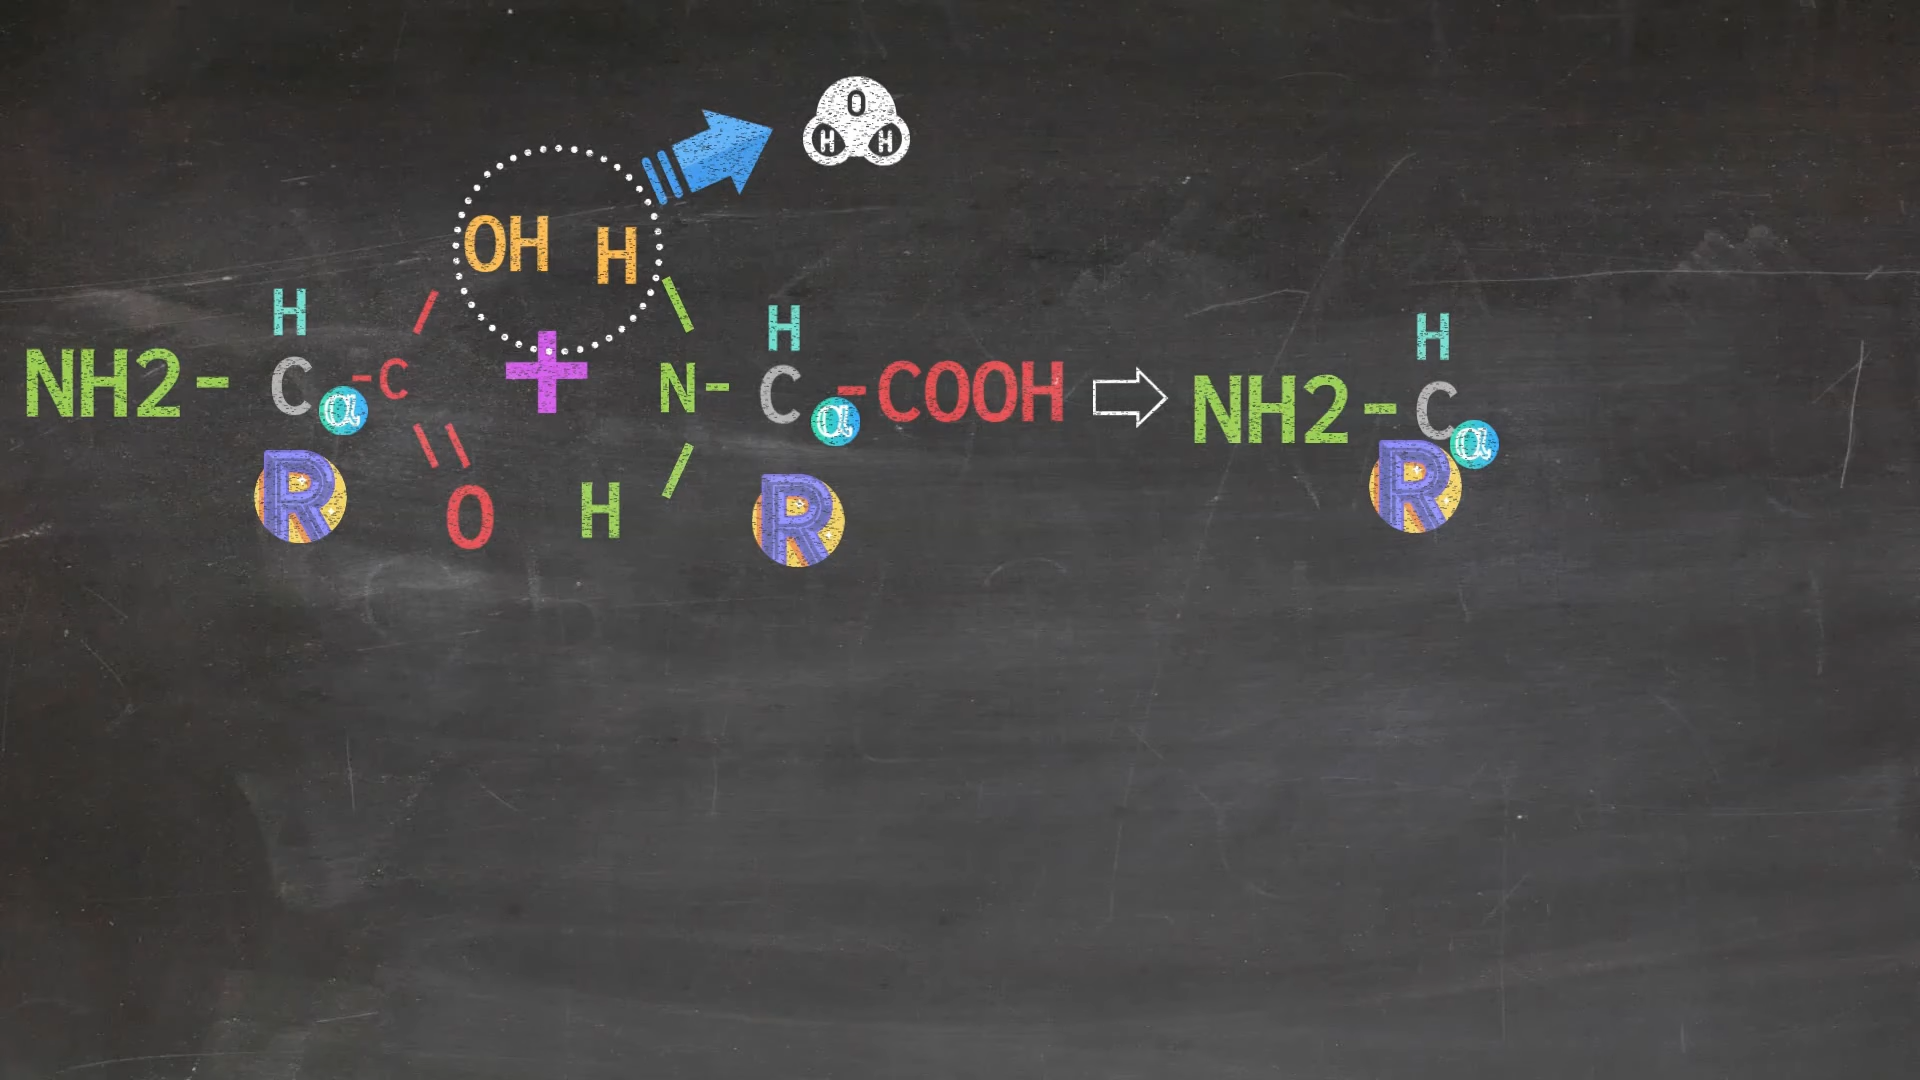 O
H H
OH H
H H H
NH2- C α -C + N- C α -COOH NH2- C α
R O H R R